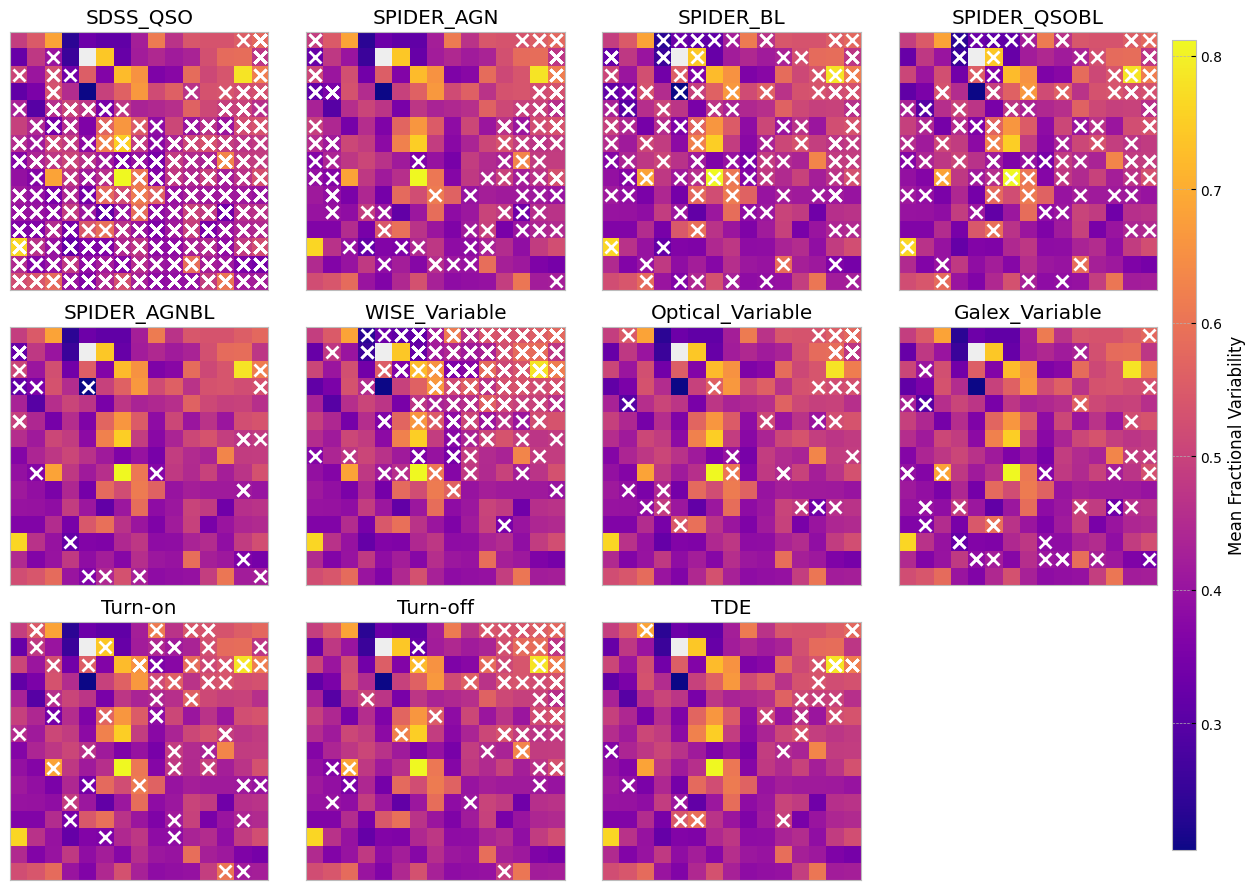 SDSS_QSO
SPIDER_AGN
SPIDER_BL
SPIDER_QSOBL
SPIDER_AGNBL
WISE_Variable
Optical_Variable
Galex_Variable
Turn-on
Turn-off
TDE
0.8
0.7
0.6
0.5
0.4
0.3
Mean Fractional Variability